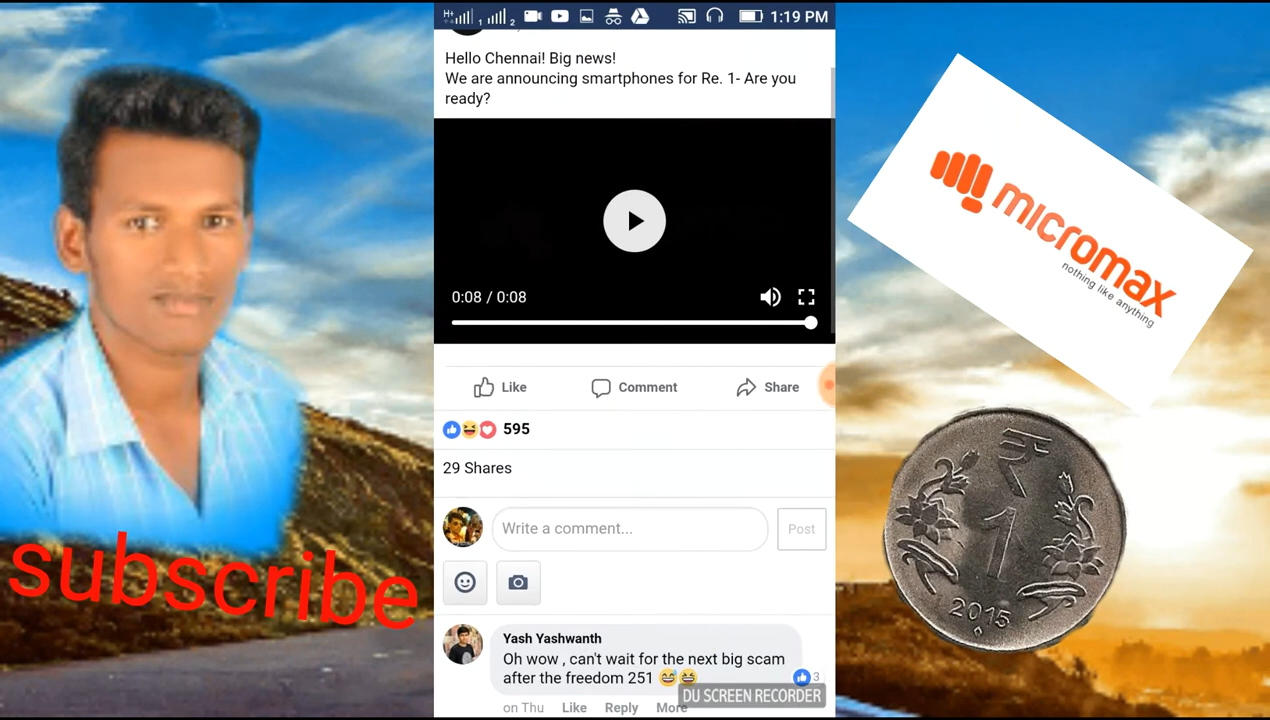 1 2 1:19 PM
Hello Chennai! Big news!
We are announcing smartphones for Re. 1- Are you
ready?
0:08 / 0:08
Like Comment Share
595
29 Shares
Write a comment... Post
Yash Yashwanth
Oh wow , can't wait for the next big scam
after the freedom 251 😅😆
3
DU SCREEN RECORDER
on Thu Like Reply More
subscribe
micromax
nothing like anything
₹
1
2015